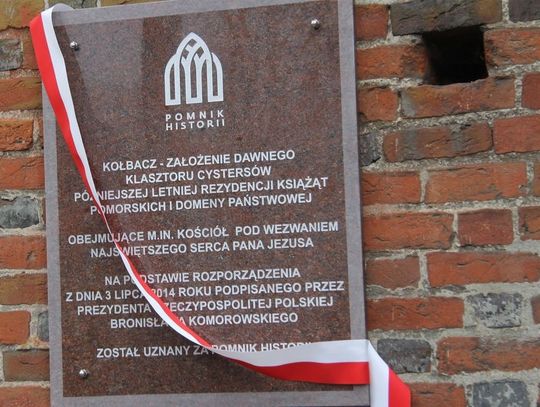 POMNIK
HISTORII
KOŁBACZ - ZAŁOŻENIE DAWNEGO
KLASZTORU CYSTERSÓW
PÓŹNIEJSZEJ LETNIEJ REZYDENCJI KSIĄŻĄT
POMORSKICH I DOMENY PAŃSTWOWEJ
OBEJMUJĄCE M.IN. KOŚCIÓŁ POD WEZWANIEM
NAJŚWIĘTSZEGO SERCA PANA JEZUSA
NA PODSTAWIE ROZPORZĄDZENIA
Z DNIA 3 LIPCA 2014 ROKU PODPISANEGO PRZEZ
PREZYDENTA RZECZYPOSPOLITEJ POLSKIEJ
BRONISŁAWA KOMOROWSKIEGO
ZOSTAŁ UZNANY ZA POMNIK HISTORII